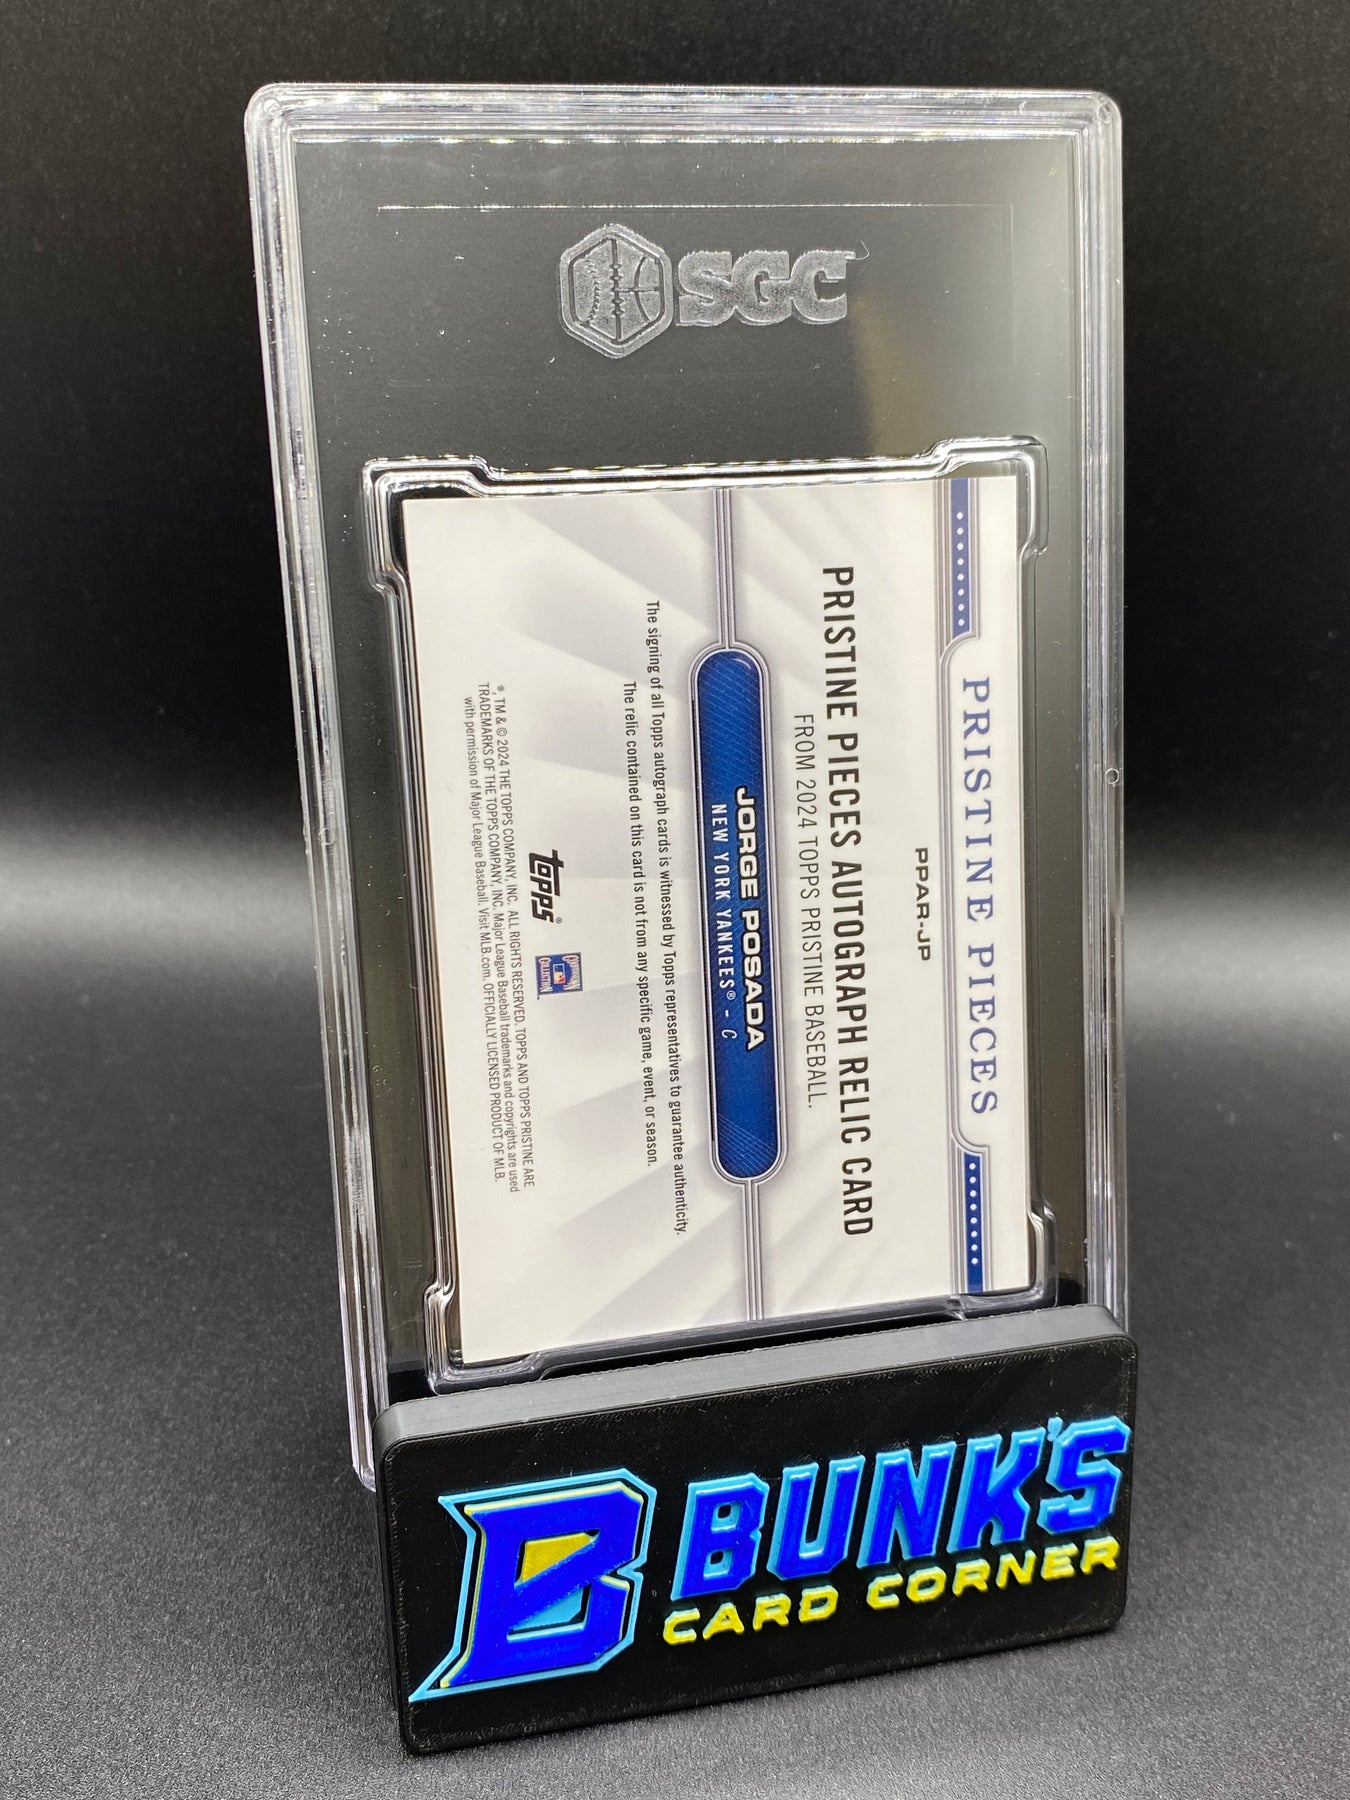 SGC
PRISTINE PIECES
PPAR-JP
PRISTINE PIECES AUTOGRAPH RELIC CARD
FROM 2024 TOPPS PRISTINE BASEBALL.
JORGE POSADA
NEW YORK YANKEES® - C
The signing of all Topps autograph cards is witnessed by Topps representatives to guarantee authenticity.
The relic contained on this card is not from any specific game, event, or season.
topps®
COOPERSTOWN
COLLECTION™
®, TM & © 2024 THE TOPPS COMPANY, INC. ALL RIGHTS RESERVED. TOPPS AND TOPPS PRISTINE ARE
TRADEMARKS OF THE TOPPS COMPANY, INC. Major League Baseball trademarks and copyrights are used
with permission of Major League Baseball. Visit MLB.com. OFFICIALLY LICENSED PRODUCT OF MLB.
B
BUNK'S
CARD CORNER